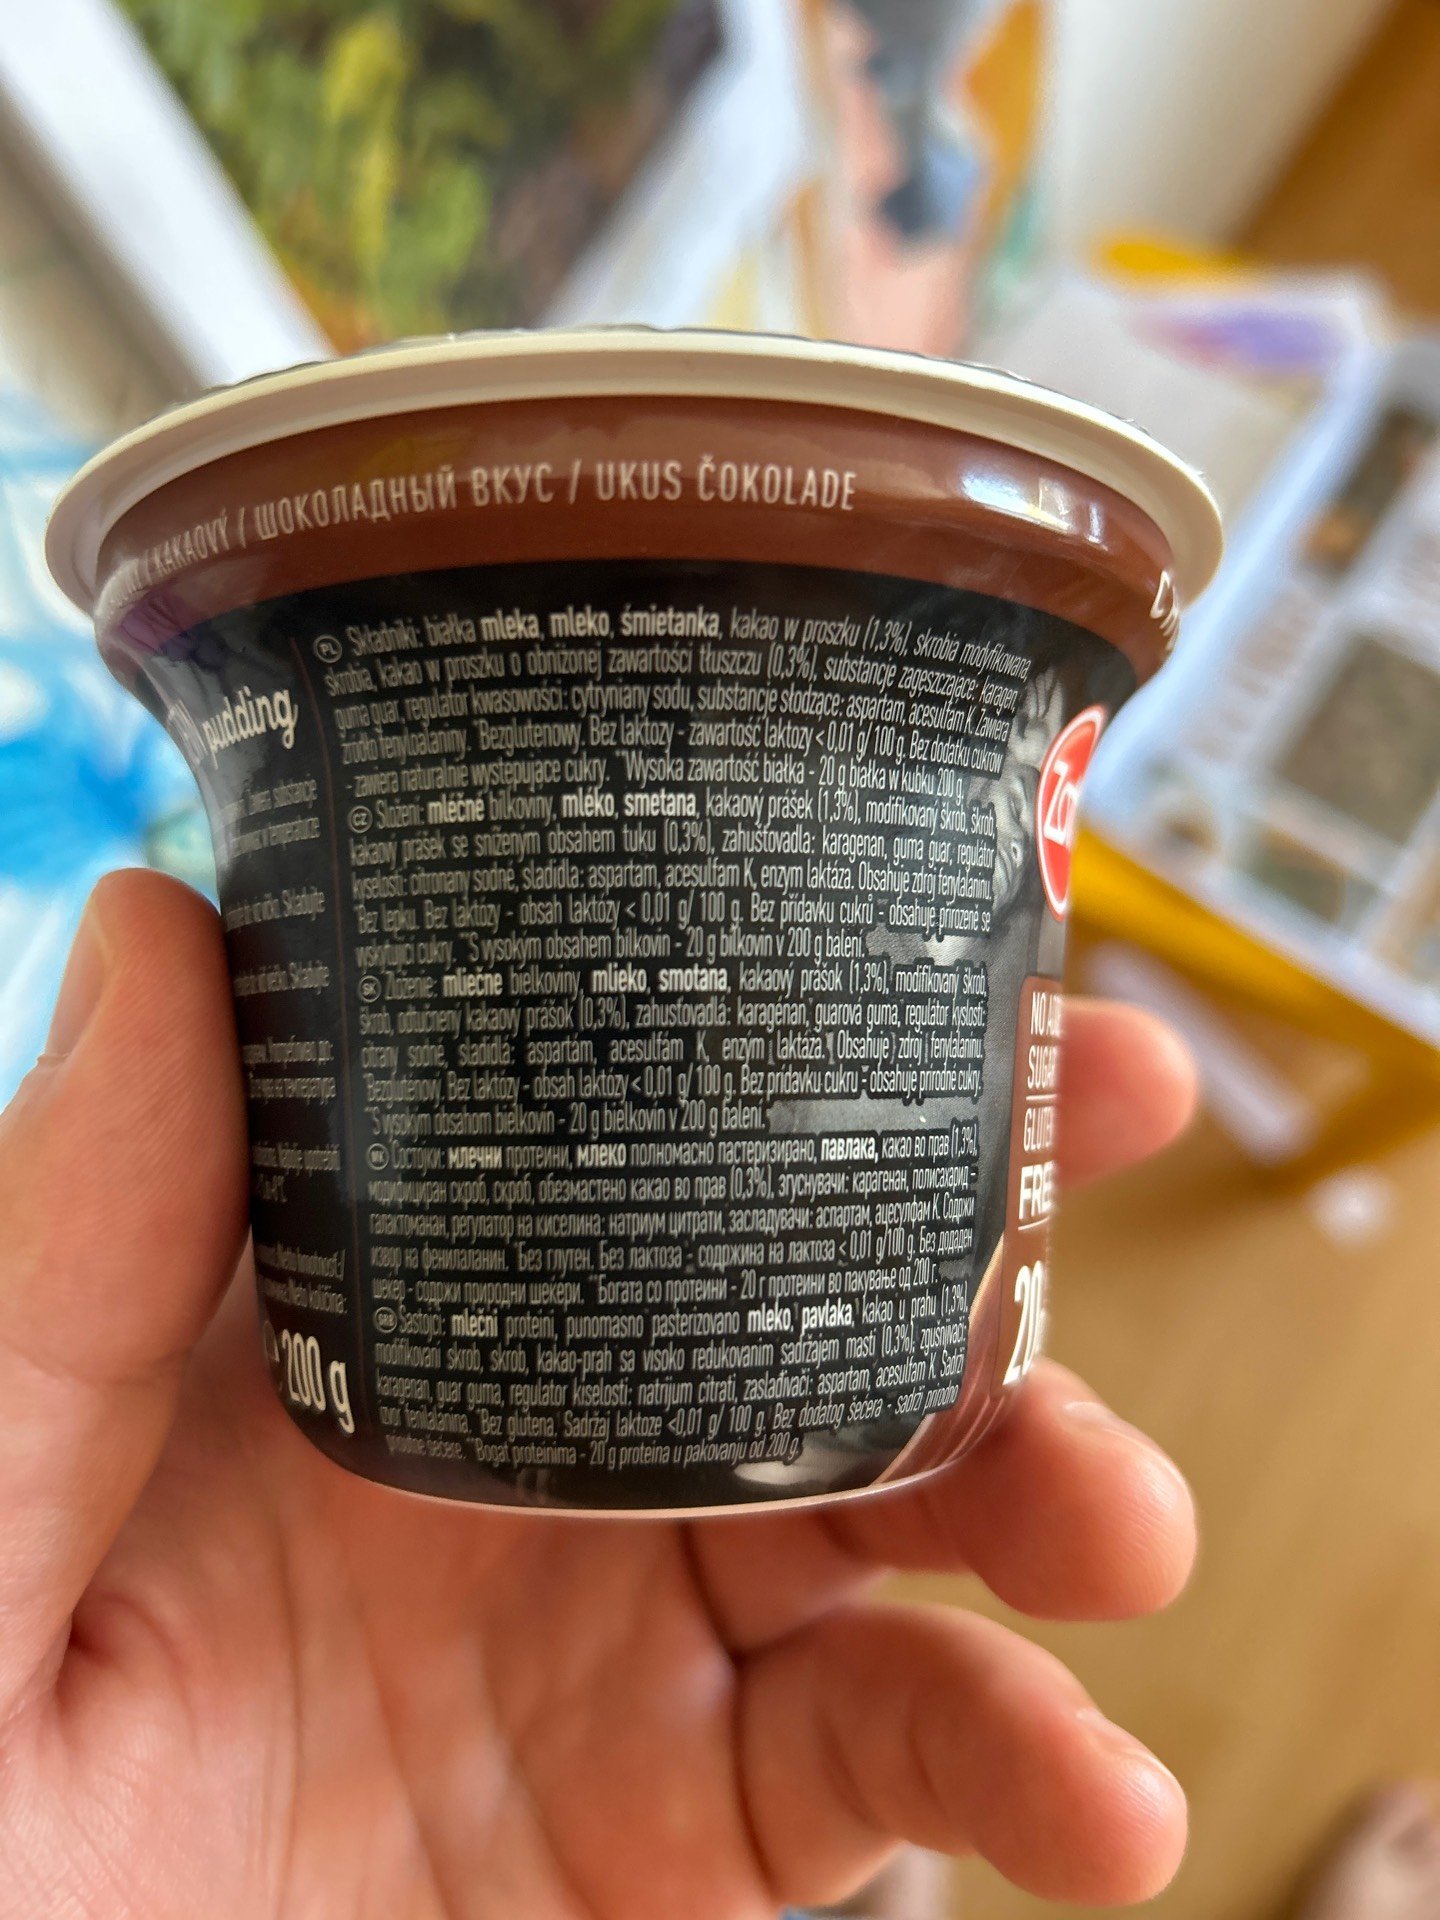 KAKAOVÝ / ШОКОЛАДНЫЙ ВКУС / UKUS ČOKOLADE
pudding
PL Składniki: białka mleka, mleko, śmietanka, kakao w proszku (1,3%), skrobia modyfikowana,
skrobia, kakao w proszku o obniżonej zawartości tłuszczu (0,3%), substancje zagęszczające: karagen,
guma guar, regulator kwasowości: cytryniany sodu, substancje słodzące: aspartam, acesulfam K. Zawiera
źródło fenyloalaniny. *Bezglutenowy. Bez laktozy - zawartość laktozy < 0,01 g/ 100 g. Bez dodatku cukrów
- zawiera naturalnie występujące cukry. **Wysoka zawartość białka - 20 g białka w kubku 200 g.
CZ Složení: mléčné bílkoviny, mléko, smetana, kakaový prášek (1,3%), modifikovaný škrob, škrob,
kakaový prášek se sníženým obsahem tuku (0,3%), zahušťovadla: karagenan, guma guar, regulátor
kyselosti: citronany sodné, sladidla: aspartam, acesulfam K, enzym laktáza. Obsahuje zdroj fenylalaninu.
*Bez lepku. Bez laktózy - obsah laktózy < 0,01 g/ 100 g. Bez přídavku cukrů - obsahuje přirozeně se
vyskytující cukry. **S vysokým obsahem bílkovin - 20 g bílkovin v 200 g balení.
SK Zloženie: mliečne bielkoviny, mlieko, smotana, kakaový prášok (1,3%), modifikovaný škrob,
škrob, odtučnený kakaový prášok (0,3%), zahusťovadlá: karagénan, guarová guma, regulátor kyslosti:
citrany sodné, sladidlá: aspartám, acesulfám K, enzým laktáza. Obsahuje zdroj fenylalanínu.
*Bezgluténový. Bez laktózy - obsah laktózy < 0,01 g/ 100 g. Bez prídavku cukru - obsahuje prírodné cukry.
**S vysokým obsahom bielkovín - 20 g bielkovín v 200 g balení.
MK Состојки: млечни протеини, млеко полномасно пастеризирано, павлака, какао во прав (1,3%),
модифициран скроб, скроб, обезмастено какао во прав (0,3%), згуснувачи: карагенан, полисахарид -
галактоманан, регулатор на киселина: натриум цитрати, засладувачи: аспартам, ацесулфам К. Содржи
извор на фенилаланин. *Без глутен. Без лактоза - содржина на лактоза < 0,01 g/100 g. Без додаден
шеќер - содржи природни шеќери. **Богата со протеини - 20 г протеини во пакување од 200 г.
SRB Sastojci: mlečni proteini, punomasno pasterizovano mleko, pavlaka, kakao u prahu (1,3%),
modifikovani skrob, skrob, kakao-prah sa visoko redukovanim sadržajem masti (0,3%), zgušnjivači:
karagenan, guar guma, regulator kiselosti: natrijum citrati, zaslađivači: aspartam, acesulfam K. Sadrži
izvor fenilalanina. *Bez glutena. Sadržaj laktoze <0,01 g/ 100 g. Bez dodatog šećera - sadrži prirodno
prisutne šećere. **Bogat proteinima - 20 g proteina u pakovanju od 200 g.
200 g
NO
SUGAR
GLUTEN
FREE
20